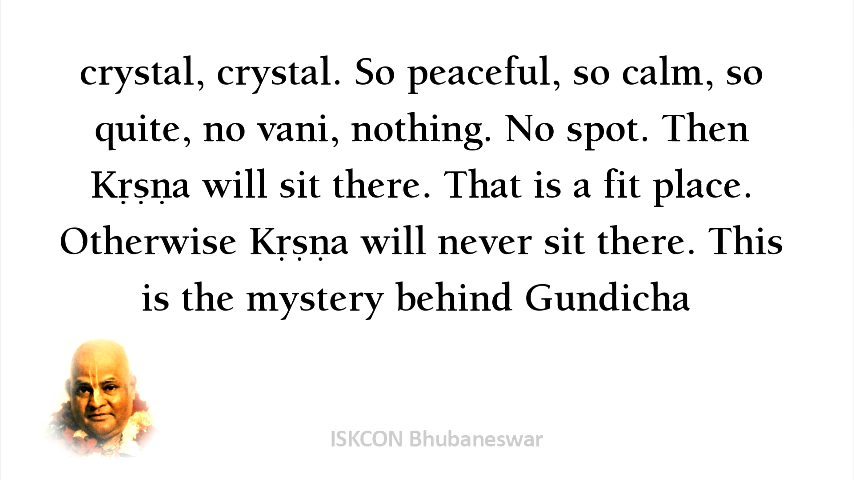 crystal, crystal. So peaceful, so calm, so
quite, no vani, nothing. No spot. Then
Kṛṣṇa will sit there. That is a fit place.
Otherwise Kṛṣṇa will never sit there. This
is the mystery behind Gundicha
ISKCON Bhubaneswar